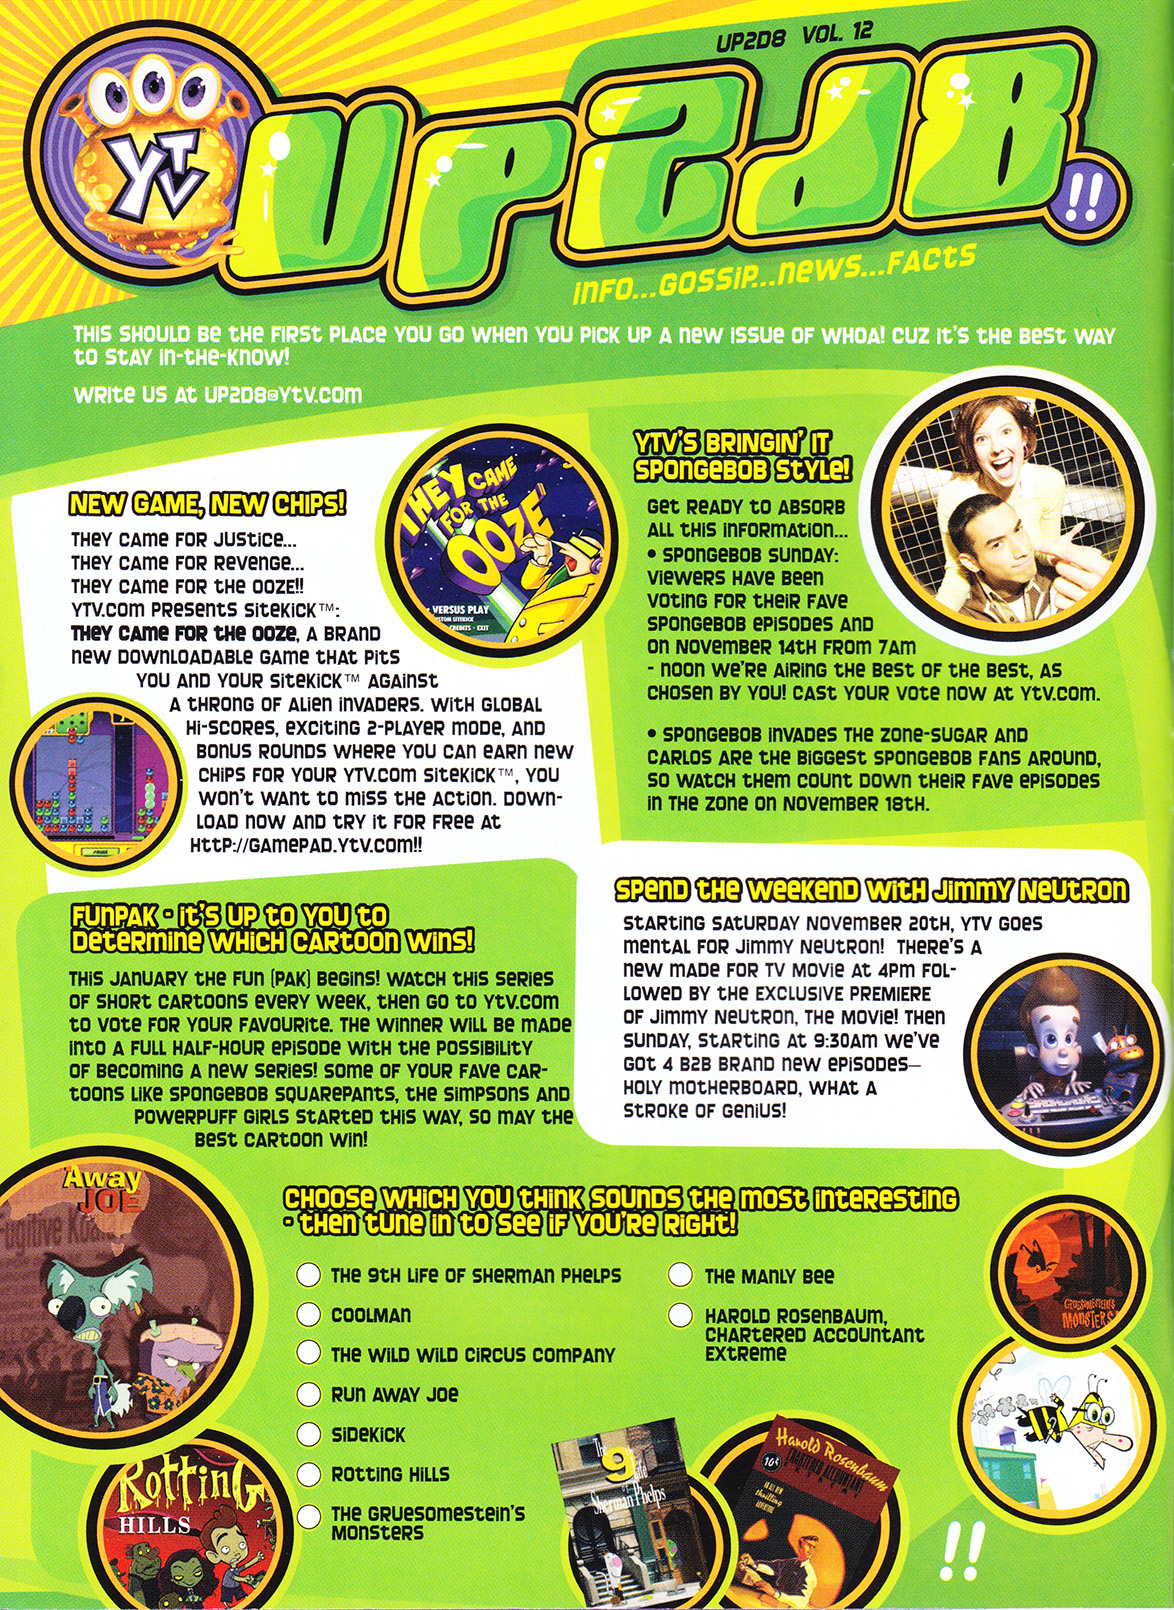 UP2D8 VOL. 12
YTV
UP2D8!!
INFO...GOSSIP...NEWS...FACTS
THIS SHOULD BE THE FIRST PLACE YOU GO WHEN YOU PICK UP A NEW ISSUE OF WHOA! CUZ IT'S THE BEST WAY
TO STAY IN-THE-KNOW!
WRITE US AT UP2D8@YTV.COM
NEW GAME, NEW CHIPS!
THEY CAME FOR JUSTICE...
THEY CAME FOR REVENGE...
THEY CAME FOR THE OOZE!!
YTV.COM PRESENTS SITEKICK™:
THEY CAME FOR THE OOZE, A BRAND
NEW DOWNLOADABLE GAME THAT PITS
YOU AND YOUR SITEKICK™ AGAINST
A THRONG OF ALIEN INVADERS. WITH GLOBAL
HI-SCORES, EXCITING 2-PLAYER MODE, AND
BONUS ROUNDS WHERE YOU CAN EARN NEW
CHIPS FOR YOUR YTV.COM SITEKICK™, YOU
WON'T WANT TO MISS THE ACTION. DOWN-
LOAD NOW AND TRY IT FOR FREE AT
HTTP://GAMEPAD.YTV.COM!!
THEY CAME
FOR THE
OOZE
VERSUS PLAY
CUSTOM SITEKICK
CREDITS · EXIT
PAUSE
YTV'S BRINGIN' IT
SPONGEBOB STYLE!
GET READY TO ABSORB
ALL THIS INFORMATION...
• SPONGEBOB SUNDAY:
VIEWERS HAVE BEEN
VOTING FOR THEIR FAVE
SPONGEBOB EPISODES AND
ON NOVEMBER 14TH FROM 7AM
- NOON WE'RE AIRING THE BEST OF THE BEST, AS
CHOSEN BY YOU! CAST YOUR VOTE NOW AT YTV.COM.
• SPONGEBOB INVADES THE ZONE-SUGAR AND
CARLOS ARE THE BIGGEST SPONGEBOB FANS AROUND,
SO WATCH THEM COUNT DOWN THEIR FAVE EPISODES
IN THE ZONE ON NOVEMBER 18TH.
FUNPAK - IT'S UP TO YOU TO
DETERMINE WHICH CARTOON WINS!
THIS JANUARY THE FUN (PAK) BEGINS! WATCH THIS SERIES
OF SHORT CARTOONS EVERY WEEK, THEN GO TO YTV.COM
TO VOTE FOR YOUR FAVOURITE. THE WINNER WILL BE MADE
INTO A FULL HALF-HOUR EPISODE WITH THE POSSIBILITY
OF BECOMING A NEW SERIES! SOME OF YOUR FAVE CAR-
TOONS LIKE SPONGEBOB SQUAREPANTS, THE SIMPSONS AND
POWERPUFF GIRLS STARTED THIS WAY, SO MAY THE
BEST CARTOON WIN!
SPEND THE WEEKEND WITH JIMMY NEUTRON
STARTING SATURDAY NOVEMBER 20TH, YTV GOES
MENTAL FOR JIMMY NEUTRON! THERE'S A
NEW MADE FOR TV MOVIE AT 4PM FOL-
LOWED BY THE EXCLUSIVE PREMIERE
OF JIMMY NEUTRON, THE MOVIE! THEN
SUNDAY, STARTING AT 9:30AM WE'VE
GOT 4 B2B BRAND NEW EPISODES—
HOLY MOTHERBOARD, WHAT A
STROKE OF GENIUS!
CHOOSE WHICH YOU THINK SOUNDS THE MOST INTERESTING
- THEN TUNE IN TO SEE IF YOU'RE RIGHT!
THE 9TH LIFE OF SHERMAN PHELPS
COOLMAN
THE WILD WILD CIRCUS COMPANY
RUN AWAY JOE
SIDEKICK
ROTTING HILLS
THE GRUESOMESTEIN'S
MONSTERS
THE MANLY BEE
HAROLD ROSENBAUM,
CHARTERED ACCOUNTANT
EXTREME
Away
JOE
Fugitive Koala
ROTTING
HILLS
The
9th Life
of
Sherman Phelps
Harold Rosenbaum
CHARTERED ACCOUNTANT
10¢
GRUESOMESTEIN'S
MONSTERS
!!